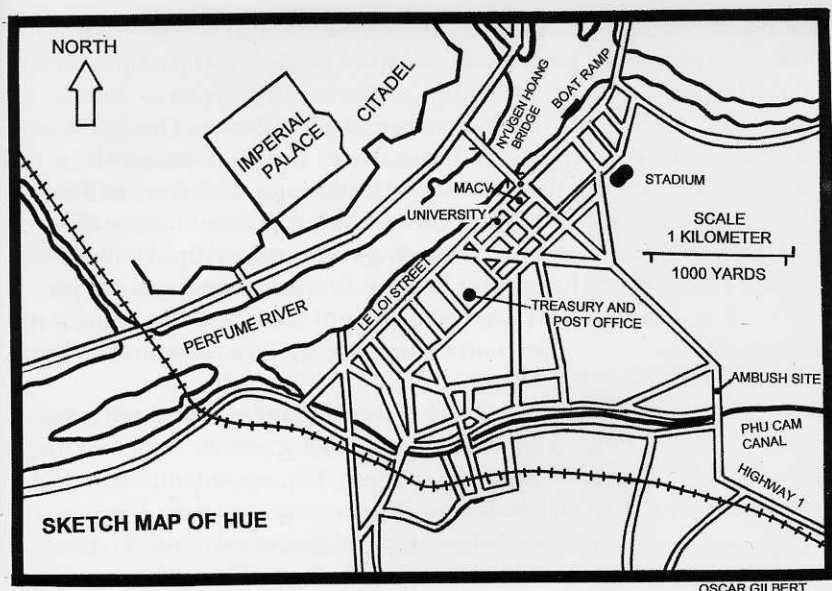 NORTH
IMPERIAL
PALACE
CITADEL
NYUGEN HOANG
BRIDGE
BOAT RAMP
MACV
UNIVERSITY
STADIUM
SCALE
1 KILOMETER
1000 YARDS
LE LOI STREET
TREASURY AND
POST OFFICE
PERFUME RIVER
AMBUSH SITE
PHU CAM
CANAL
HIGHWAY 1
SKETCH MAP OF HUE
OSCAR GILBERT